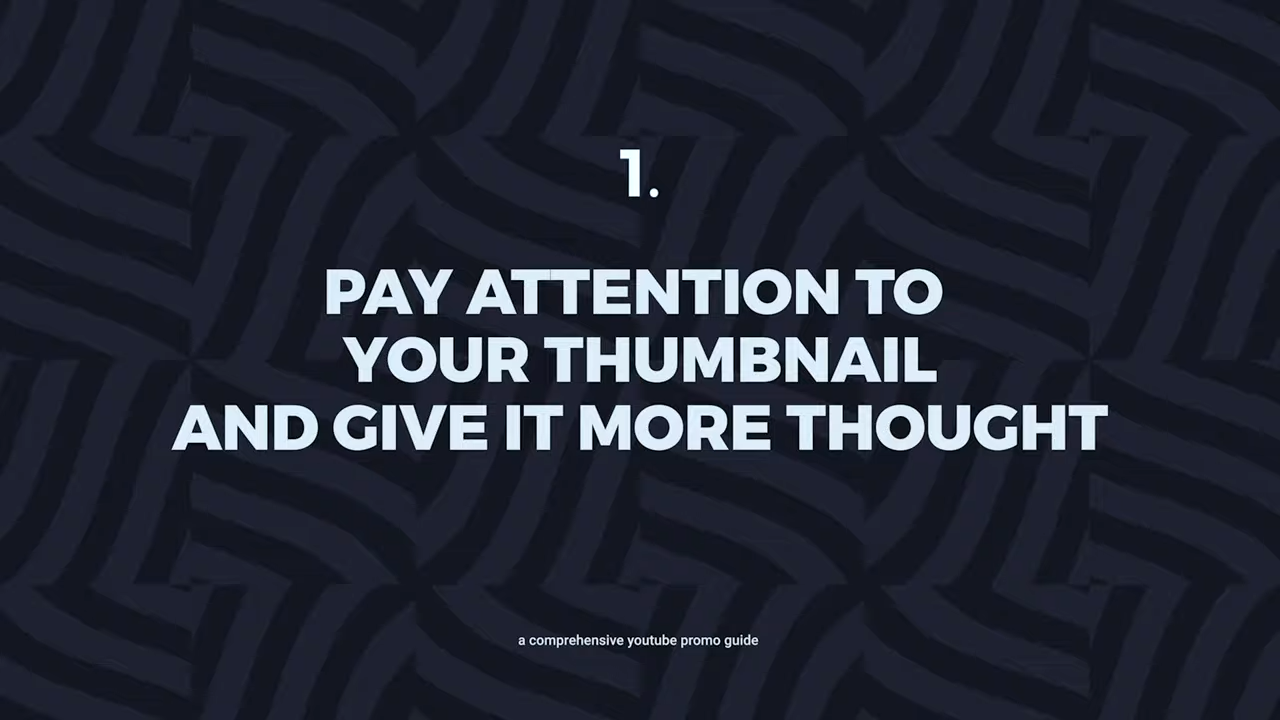 1.
PAY ATTENTION TO
YOUR THUMBNAIL
AND GIVE IT MORE THOUGHT
a comprehensive youtube promo guide